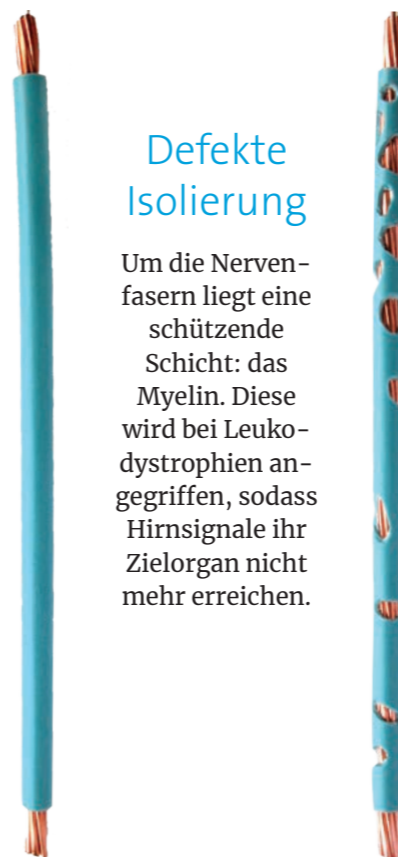 Defekte
Isolierung
Um die Nerven-
fasern liegt eine
schützende
Schicht: das
Myelin. Diese
wird bei Leuko-
dystrophien an-
gegriffen, sodass
Hirnsignale ihr
Zielorgan nicht
mehr erreichen.